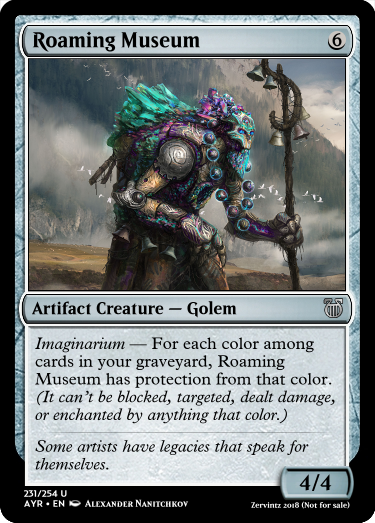 Roaming Museum 6
Artifact Creature — Golem
Imaginarium — For each color among
cards in your graveyard, Roaming
Museum has protection from that color.
(It can't be blocked, targeted, dealt damage,
or enchanted by anything that color.)
Some artists have legacies that speak for
themselves.
4/4
231/254 U
AYR • EN Alexander Nanitchkov
Zervintz 2018 (Not for sale)